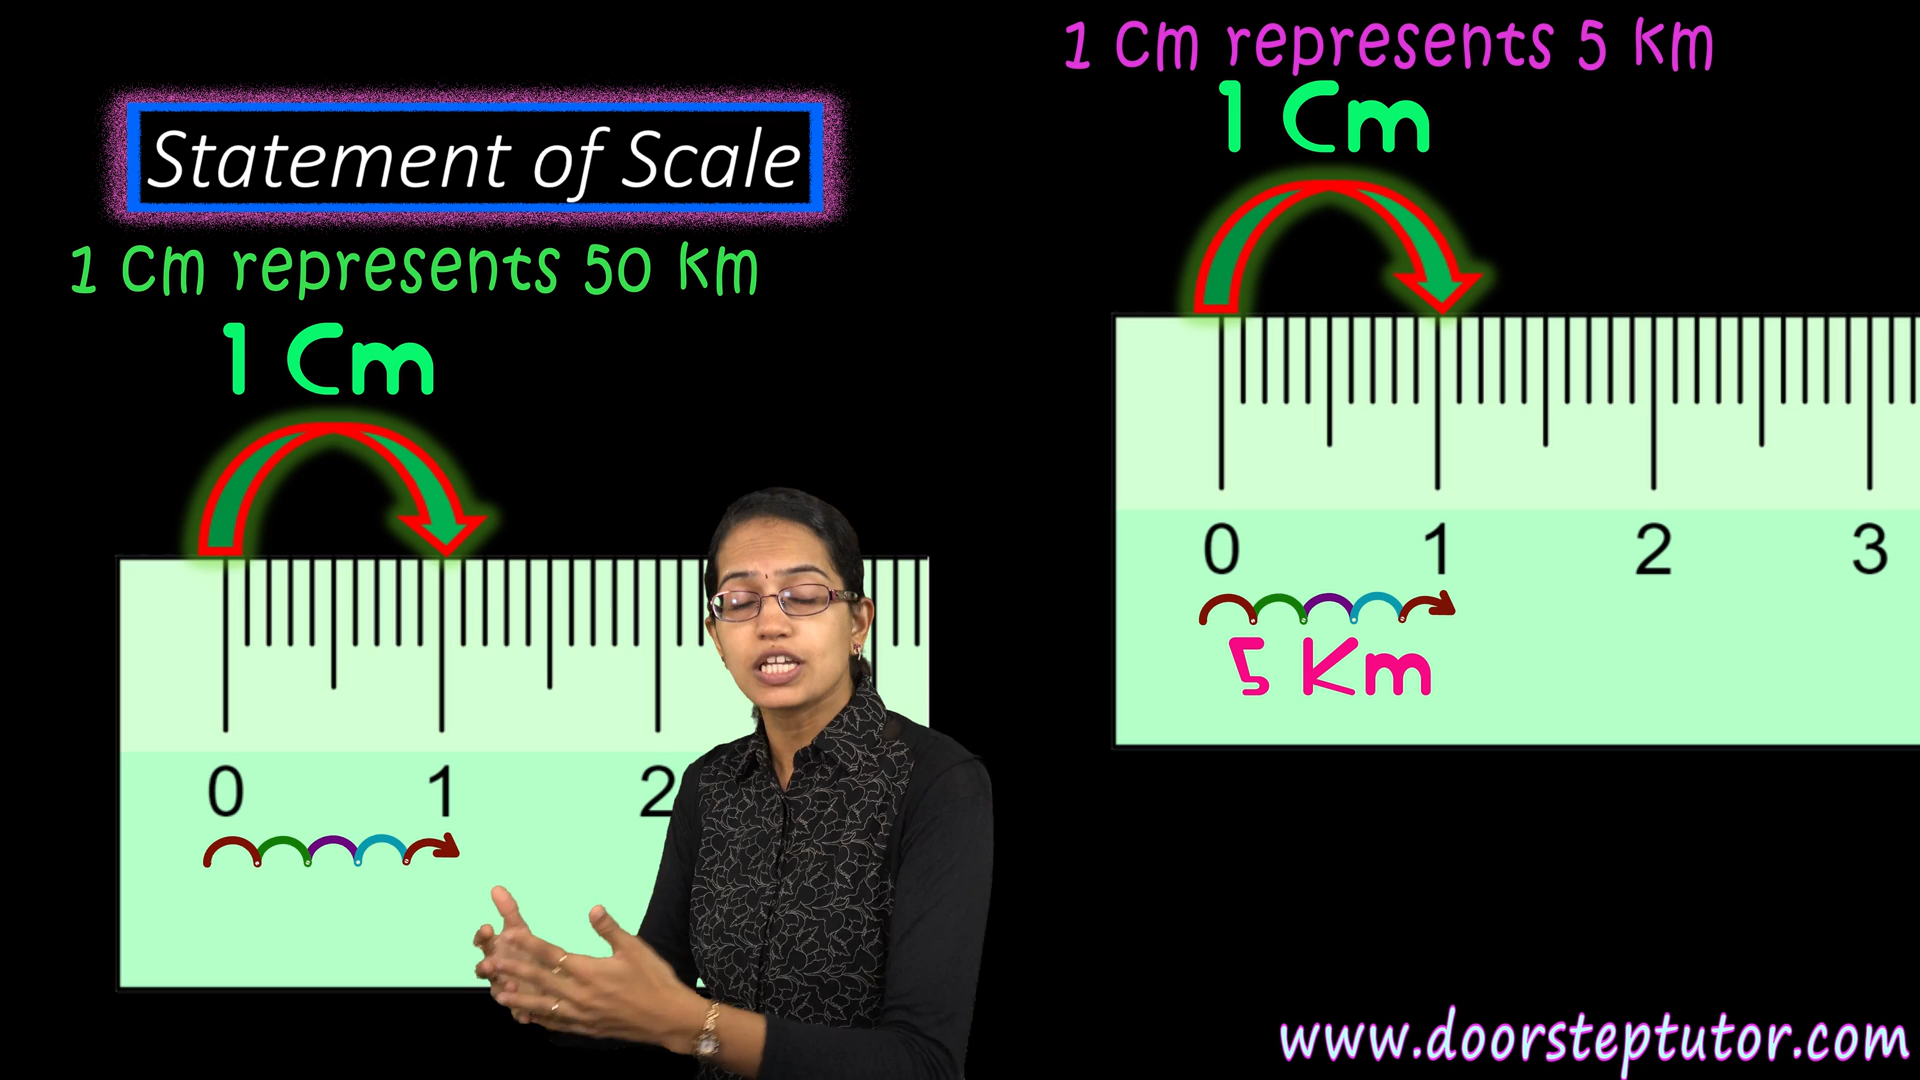 Statement of Scale
1 Cm represents 50 km
1 Cm
0 1 2
1 Cm represents 5 km
1 Cm
0 1 2 3
5 Km
www.doorsteptutor.com